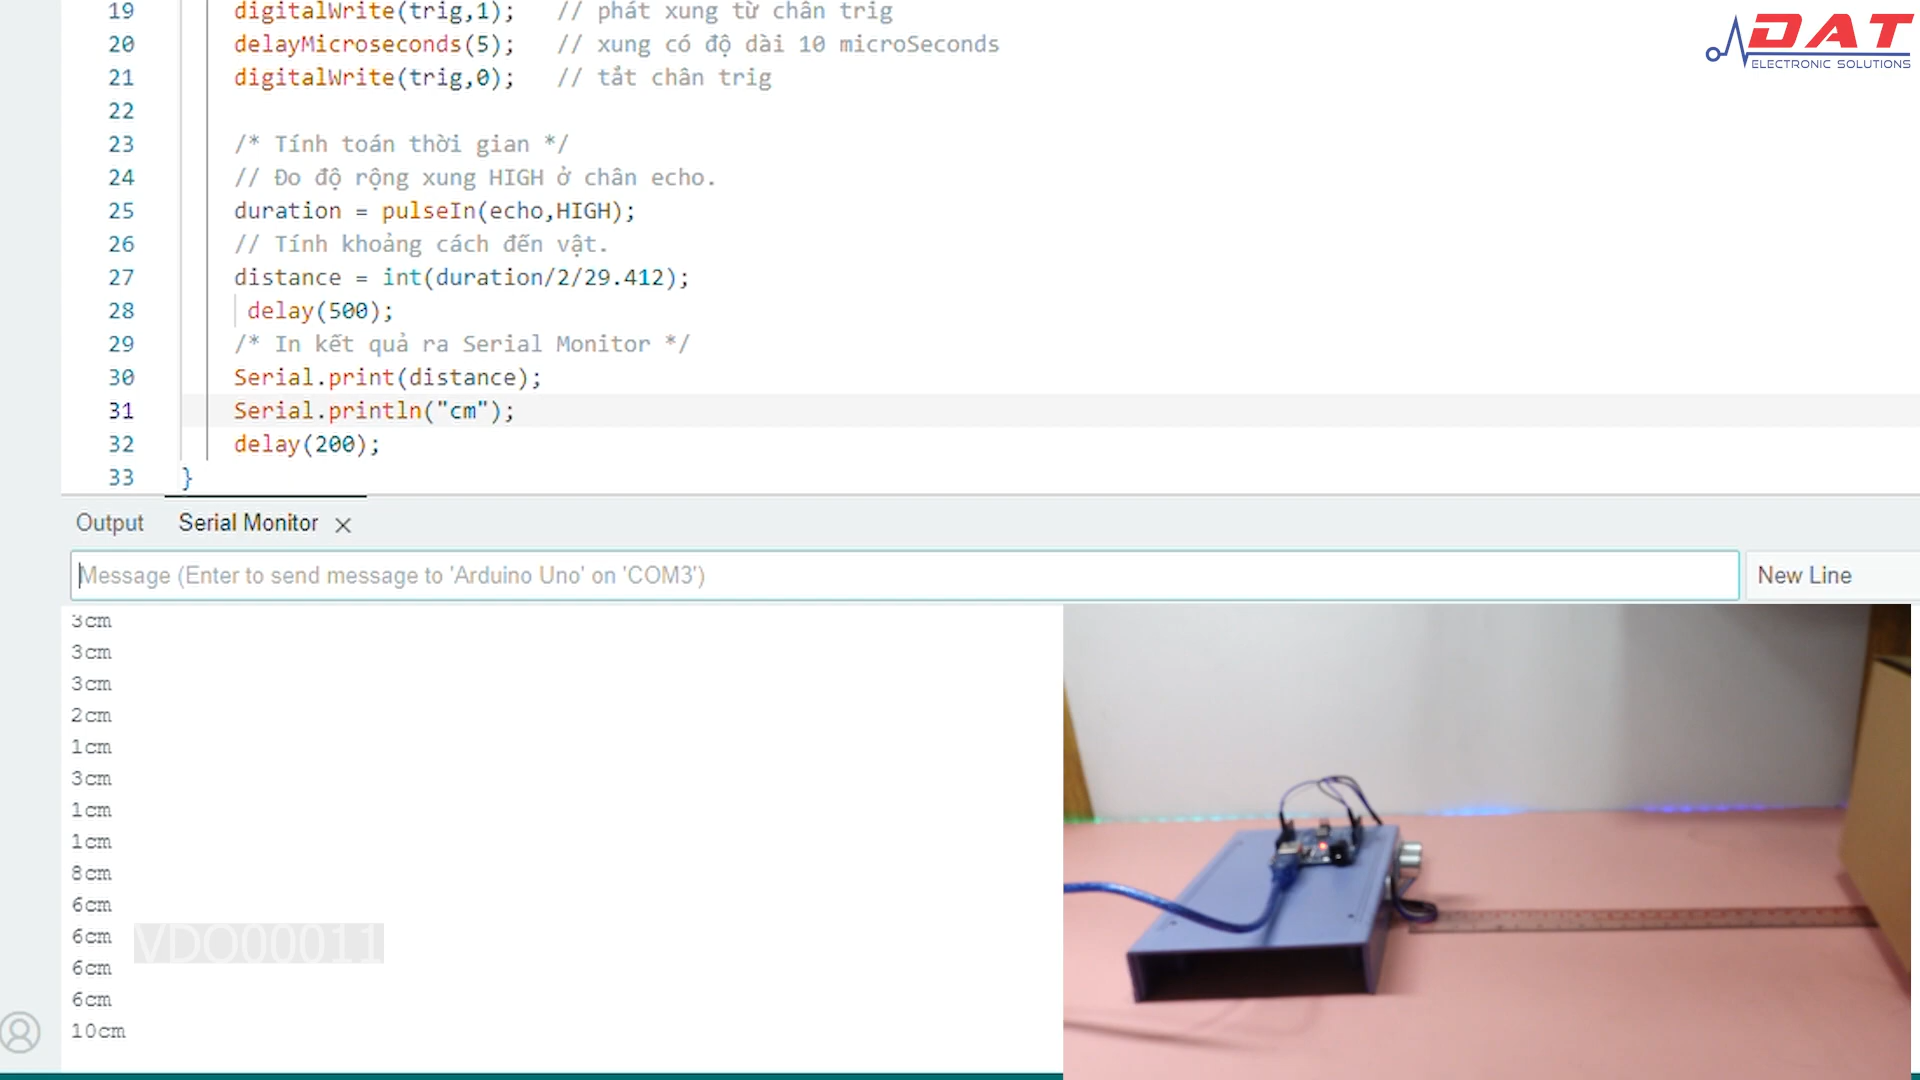 19 digitalWrite(trig,1); // phát xung từ chân trig
20 delayMicroseconds(5); // xung có độ dài 10 microSeconds
21 digitalWrite(trig,0); // tắt chân trig
22
23 /* Tính toán thời gian */
24 // Đo độ rộng xung HIGH ở chân echo.
25 duration = pulseIn(echo,HIGH);
26 // Tính khoảng cách đến vật.
27 distance = int(duration/2/29.412);
28 delay(500);
29 /* In kết quả ra Serial Monitor */
30 Serial.print(distance);
31 Serial.println("cm");
32 delay(200);
33 }
DAT
ELECTRONIC SOLUTIONS
Output Serial Monitor
Message (Enter to send message to 'Arduino Uno' on 'COM3') New Line
3cm
3cm
3cm
2cm
1cm
3cm
1cm
1cm
8cm
6cm
6cm
6cm
6cm
10cm
VDO00011